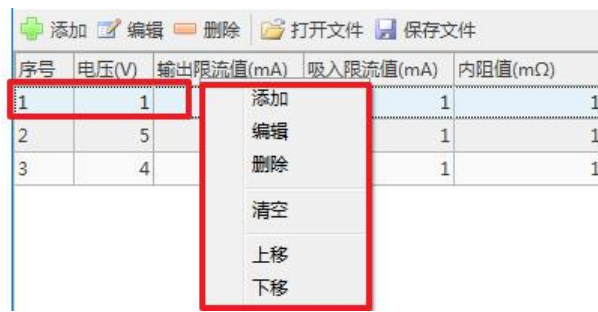 添加 编辑 删除 打开文件 保存文件
序号 电压(V) 输出限流值(mA) 吸入限流值(mA) 内阻值(mΩ)
1 1 添加 1 1
2 5 编辑 1 1
3 4 删除 1 1
清空
上移
下移